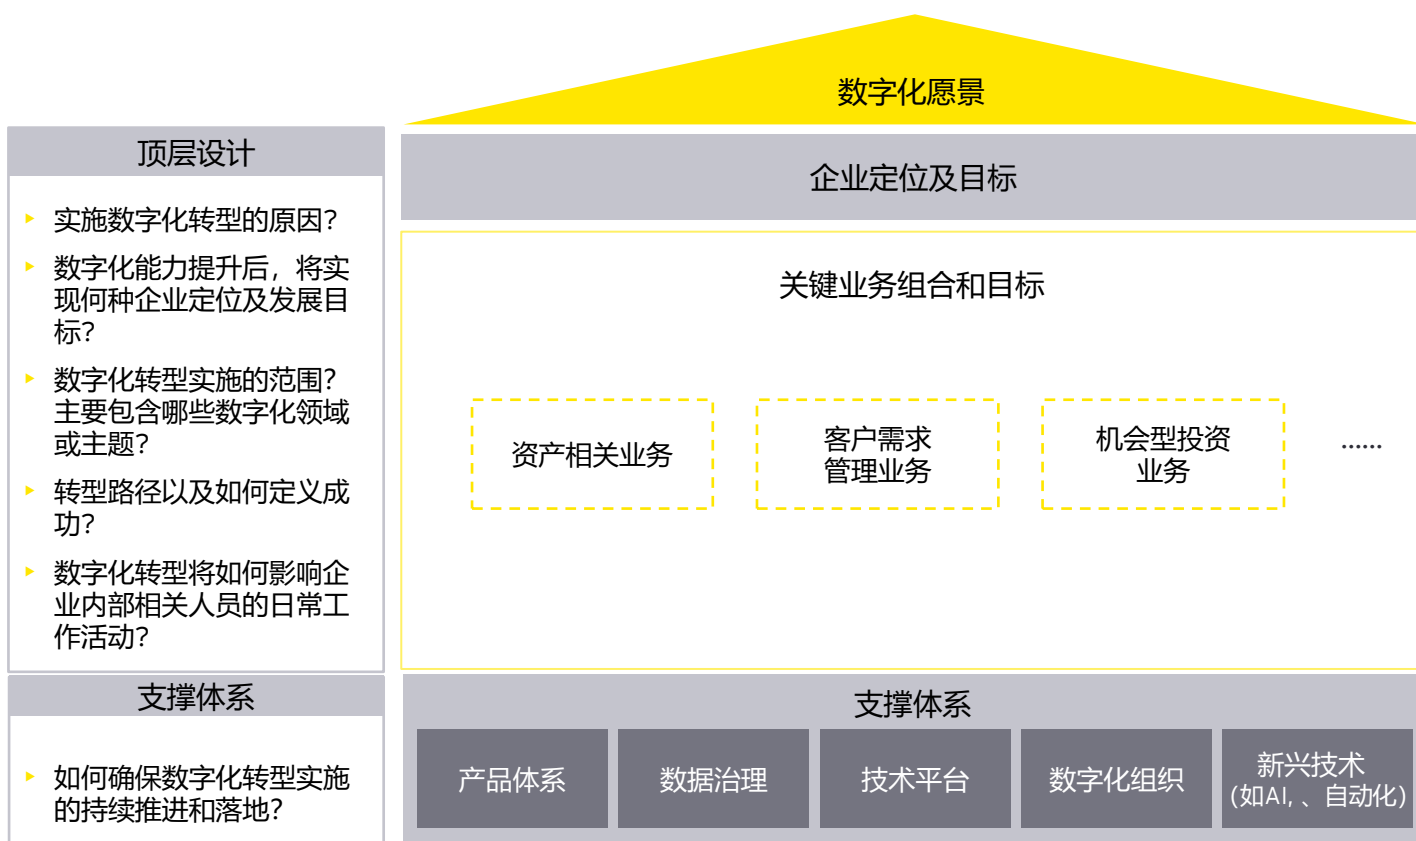 数字化愿景
顶层设计
实施数字化转型的原因?
数字化能力提升后,将实
现何种企业定位及发展目
标?
数字化转型实施的范围?
主要包含哪些数字化领域
或主题?
转型路径以及如何定义成
功?
数字化转型将如何影响企
业内部相关人员的日常工
作活动?
支撑体系
如何确保数字化转型实施
的持续推进和落地?
企业定位及目标
关键业务组合和目标
资产相关业务
客户需求
管理业务
机会型投资
业务
......
支撑体系
产品体系
数据治理
技术平台
数字化组织
新兴技术
(如AI, 、自动化)